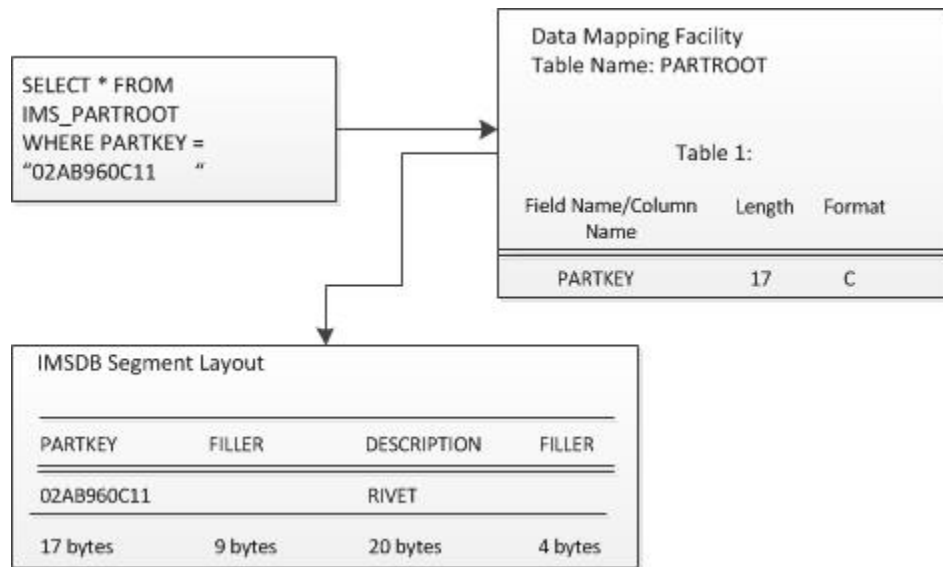 SELECT * FROM
IMS_PARTROOT
WHERE PARTKEY =
“02AB960C11 “
Data Mapping Facility
Table Name: PARTROOT
Table 1:
Field Name/Column Length Format
Name
PARTKEY 17 C
IMSDB Segment Layout
PARTKEY FILLER DESCRIPTION FILLER
02AB960C11 RIVET
17 bytes 9 bytes 20 bytes 4 bytes